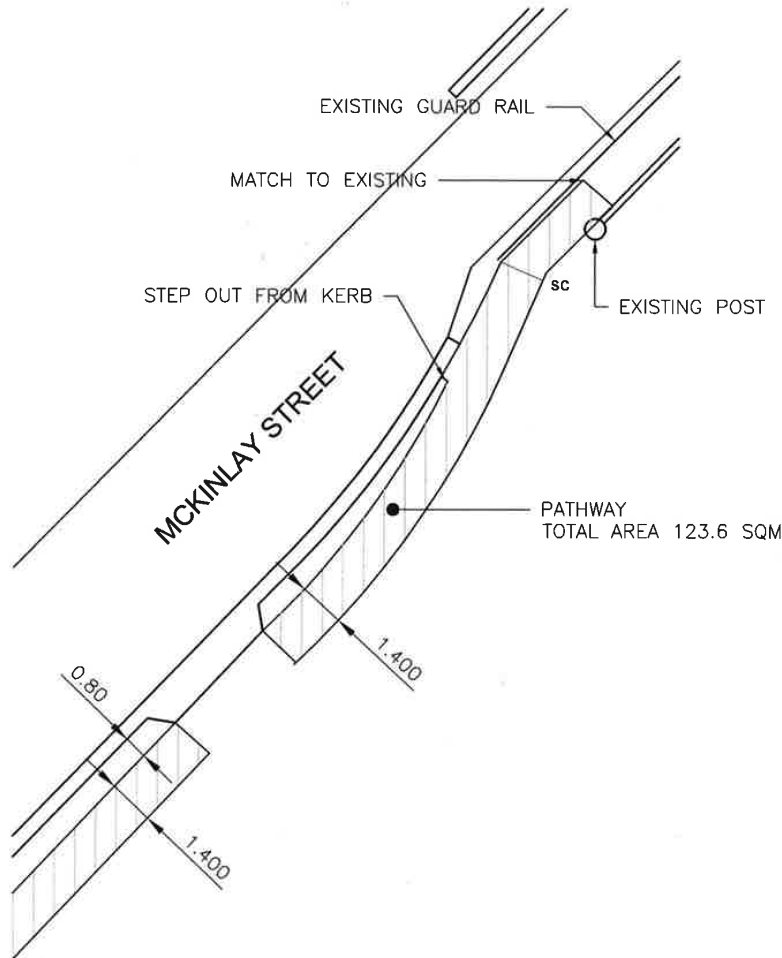 EXISTING GUARD RAIL
MATCH TO EXISTING
SC
STEP OUT FROM KERB
EXISTING POST
MCKINLAY STREET
PATHWAY
TOTAL AREA 123.6 SQM
1.400
0.80
1.400